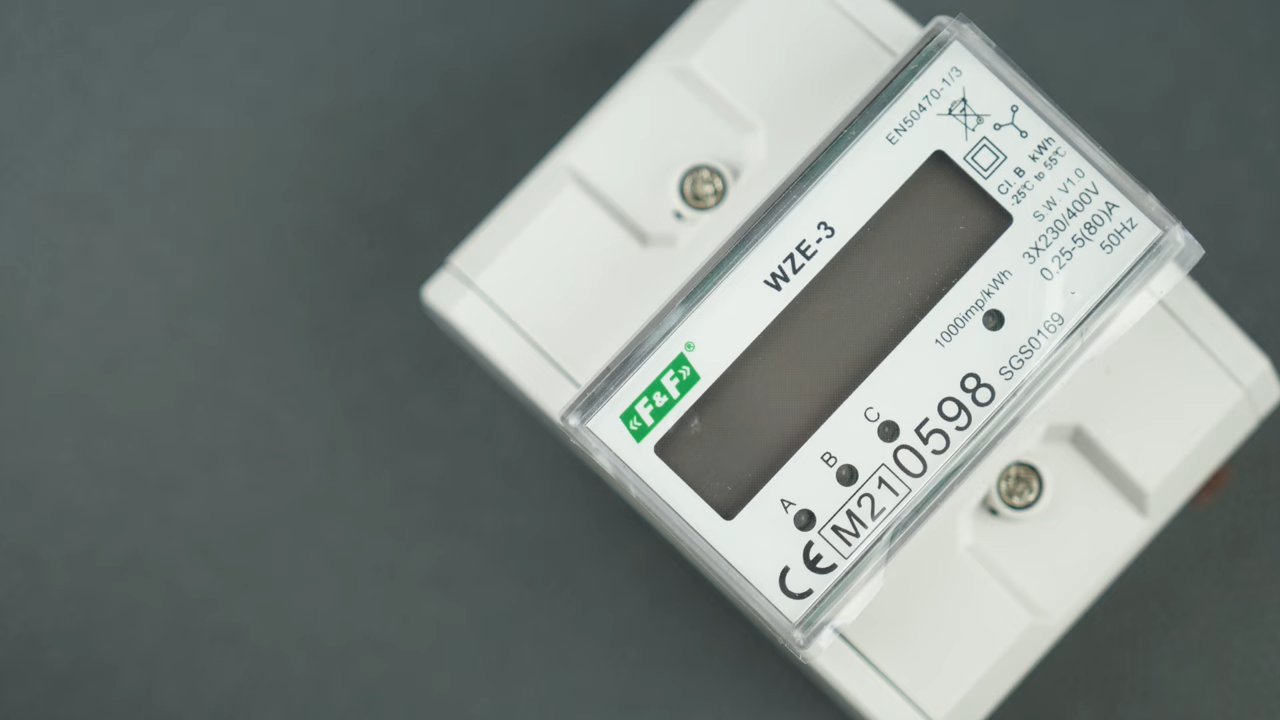 EN50470-1/3
Cl. B kWh
-25℃ to 55℃
S.W. V1.0
3X230/400V
0.25-5(80)A
50Hz
WZE-3
«F&F»®
1000imp/kWh
A B C
CE M21 0598 SGS0169